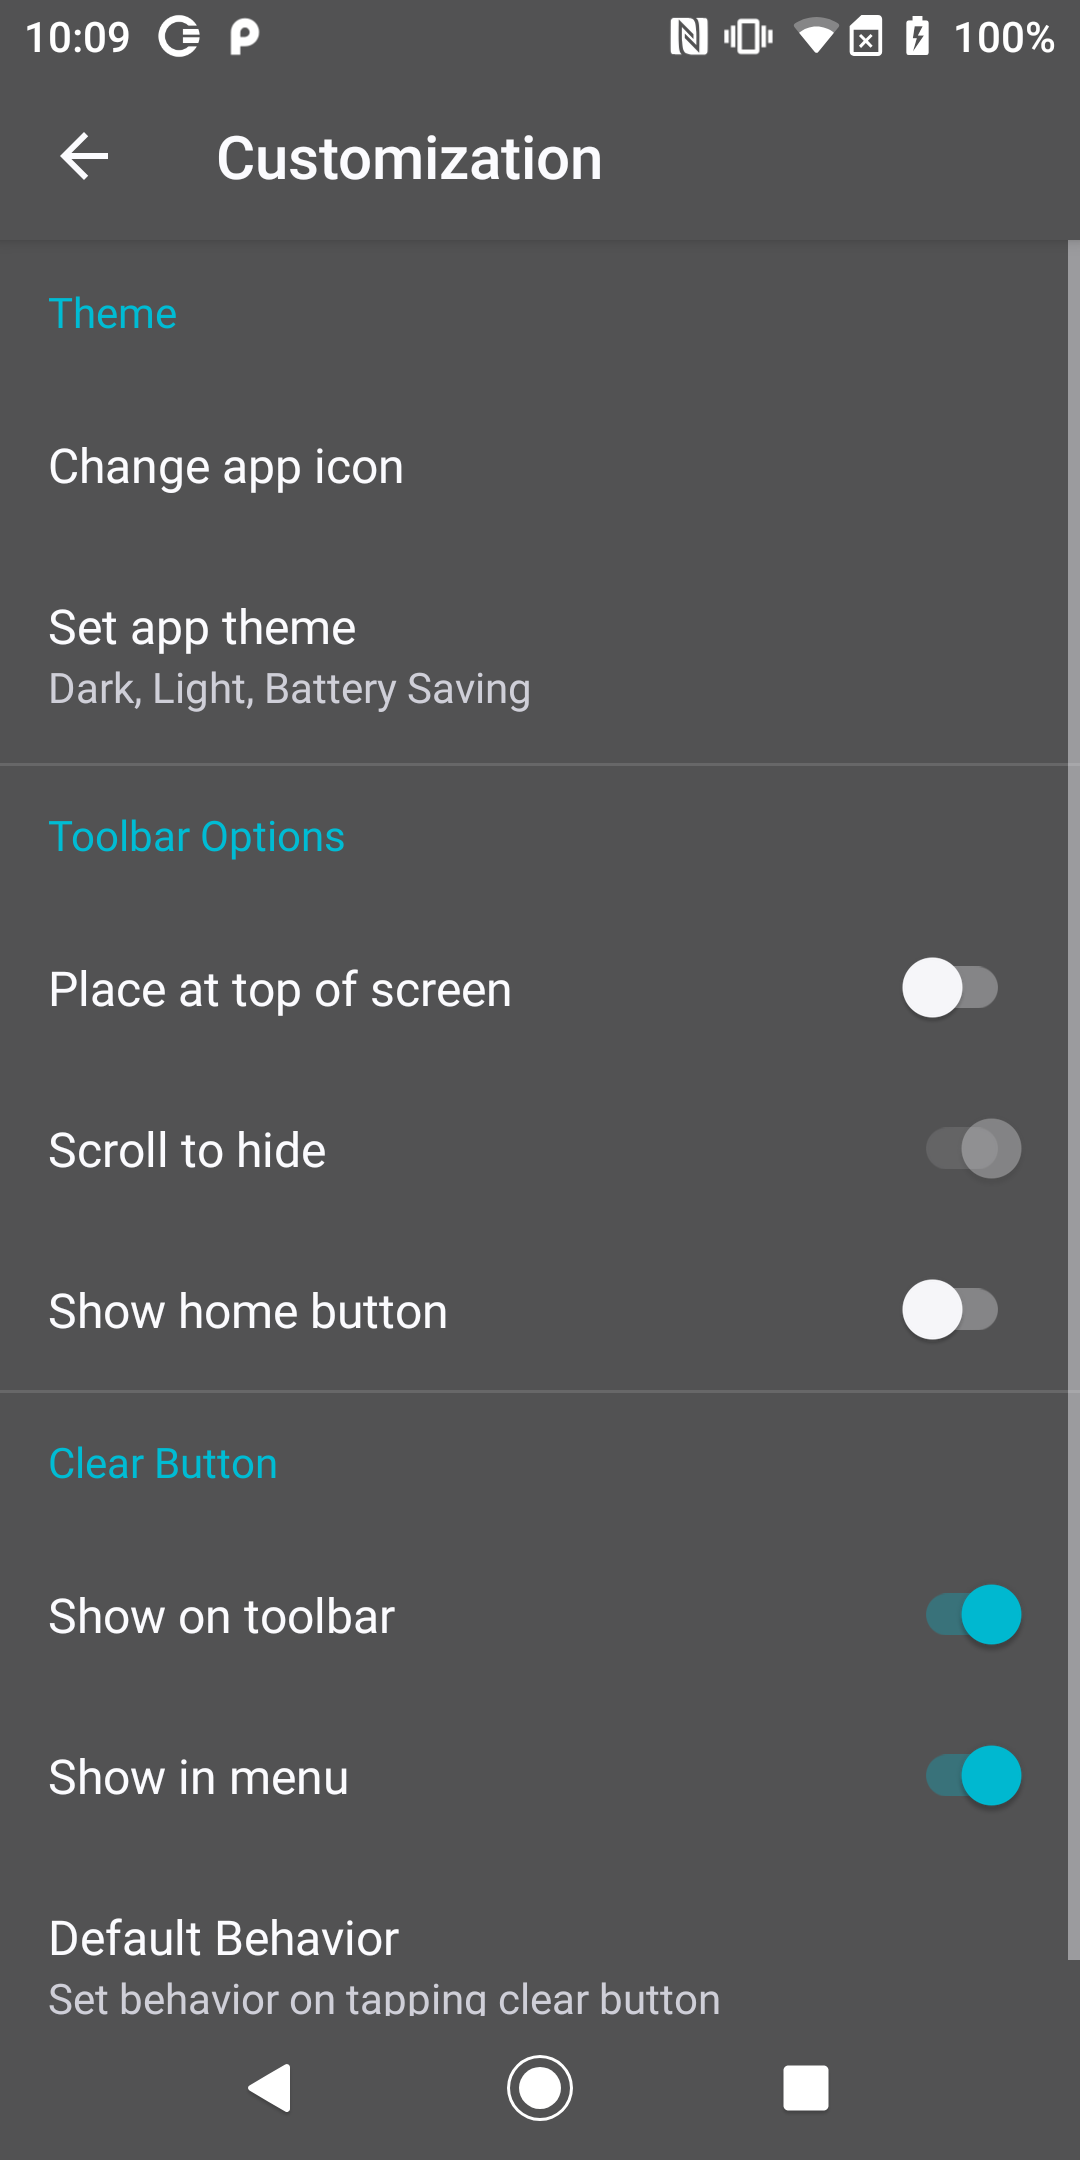 10:09
100%
Customization
Theme
Change app icon
Set app theme
Dark, Light, Battery Saving
Toolbar Options
Place at top of screen
Scroll to hide
Show home button
Clear Button
Show on toolbar
Show in menu
Default Behavior
Set behavior on tapping clear button